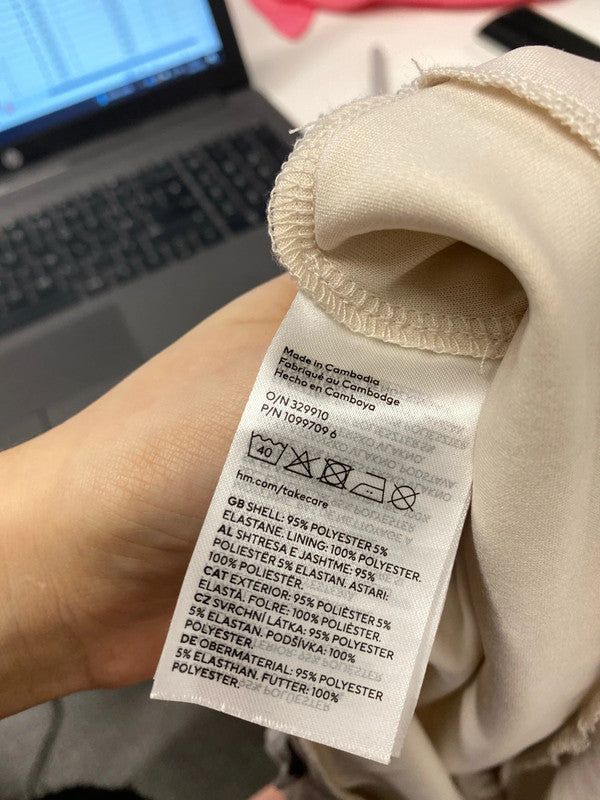 Made in Cambodia
Fabriqué au Cambodge
Hecho en Camboya
O/N 329910
P/N 1099709 6
40
hm.com/takecare
GB SHELL: 95% POLYESTER 5%
ELASTANE. LINING: 100% POLYESTER.
AL SHTRESA E JASHTME: 95%
POLIESTËR 5% ELASTAN. ASTARI:
100% POLIESTËR.
CAT EXTERIOR: 95% POLIÈSTER 5%
ELASTÀ. FOLRE: 100% POLIÈSTER.
CZ SVRCHNÍ LÁTKA: 95% POLYESTER
5% ELASTAN. PODŠÍVKA: 100%
POLYESTER.
DE OBERMATERIAL: 95% POLYESTER
5% ELASTHAN. FUTTER: 100%
POLYESTER.